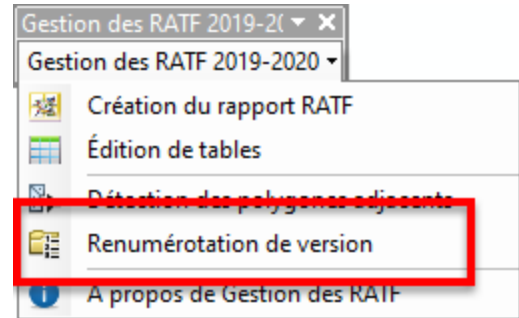 Gestion des RATF 2019-2(
Gestion des RATF 2019-2020
Création du rapport RATF
Édition de tables
Détection des polygones adjacents
Renumérotation de version
A propos de Gestion des RATF